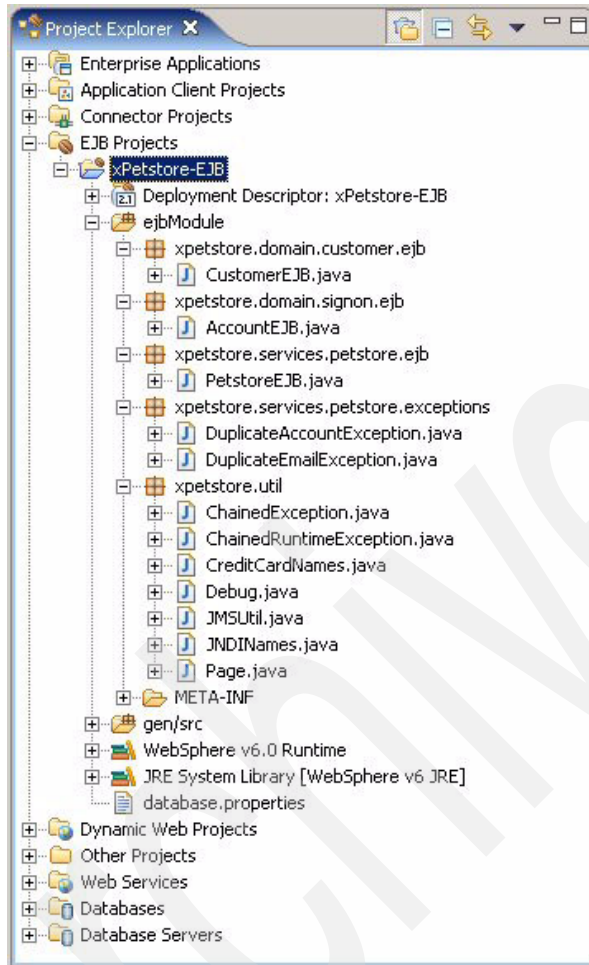 Project Explorer
Enterprise Applications
Application Client Projects
Connector Projects
EJB Projects
xPetstore-EJB
2.1 Deployment Descriptor: xPetstore-EJB
ejbModule
xpetstore.domain.customer.ejb
J CustomerEJB.java
xpetstore.domain.signon.ejb
J AccountEJB.java
xpetstore.services.petstore.ejb
J PetstoreEJB.java
xpetstore.services.petstore.exceptions
J DuplicateAccountException.java
J DuplicateEmailException.java
xpetstore.util
J ChainedException.java
J ChainedRuntimeException.java
J CreditCardNames.java
J Debug.java
J JMSUtil.java
J JNDINames.java
J Page.java
META-INF
gen/src
WebSphere v6.0 Runtime
JRE System Library [WebSphere v6 JRE]
database.properties
Dynamic Web Projects
Other Projects
Web Services
Databases
Database Servers